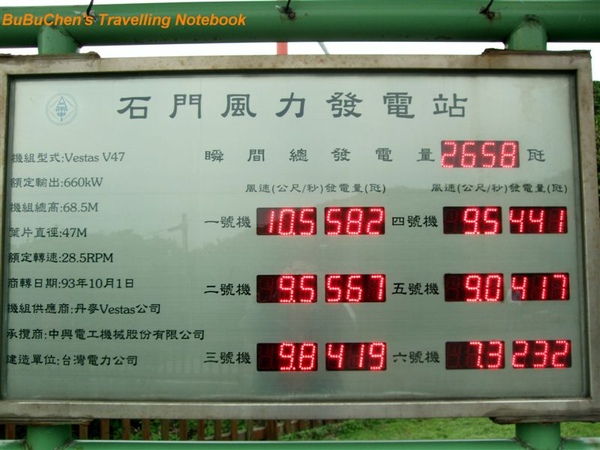 BuBuChen's Travelling Notebook
石門風力發電站
機組型式:Vestas V47
額定輸出:660kW
機組總高:68.5M
葉片直徑:47M
額定轉速:28.5RPM
商轉日期:93年10月1日
機組供應商:丹麥Vestas公司
承攬商:中興電工機械股份有限公司
建造單位:台灣電力公司
瞬間總發電量 2658 瓩
風速(公尺/秒)發電量(瓩) 風速(公尺/秒)發電量(瓩)
一號機 10.5 582 四號機 9.5 441
二號機 9.5 567 五號機 9.0 417
三號機 9.8 419 六號機 7.3 232